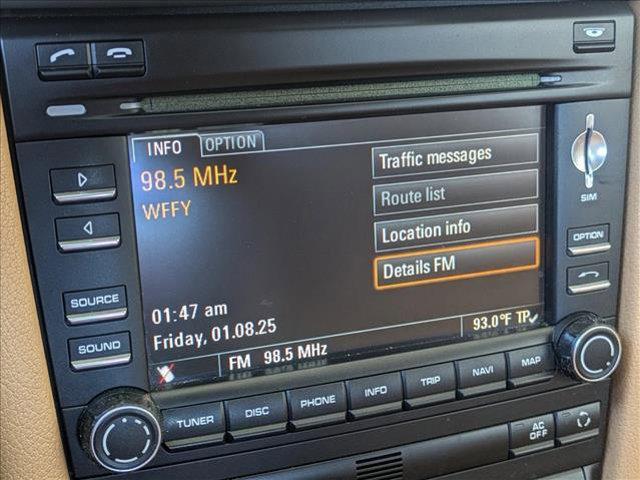 INFO OPTION
98.5 MHz
WFFY
Traffic messages
Route list
Location info
Details FM
01:47 am
Friday, 01.08.25
93.0°F TP
FM 98.5 MHz
SOURCE
SOUND
SIM
OPTION
TUNER DISC PHONE INFO TRIP NAVI MAP
AC
OFF